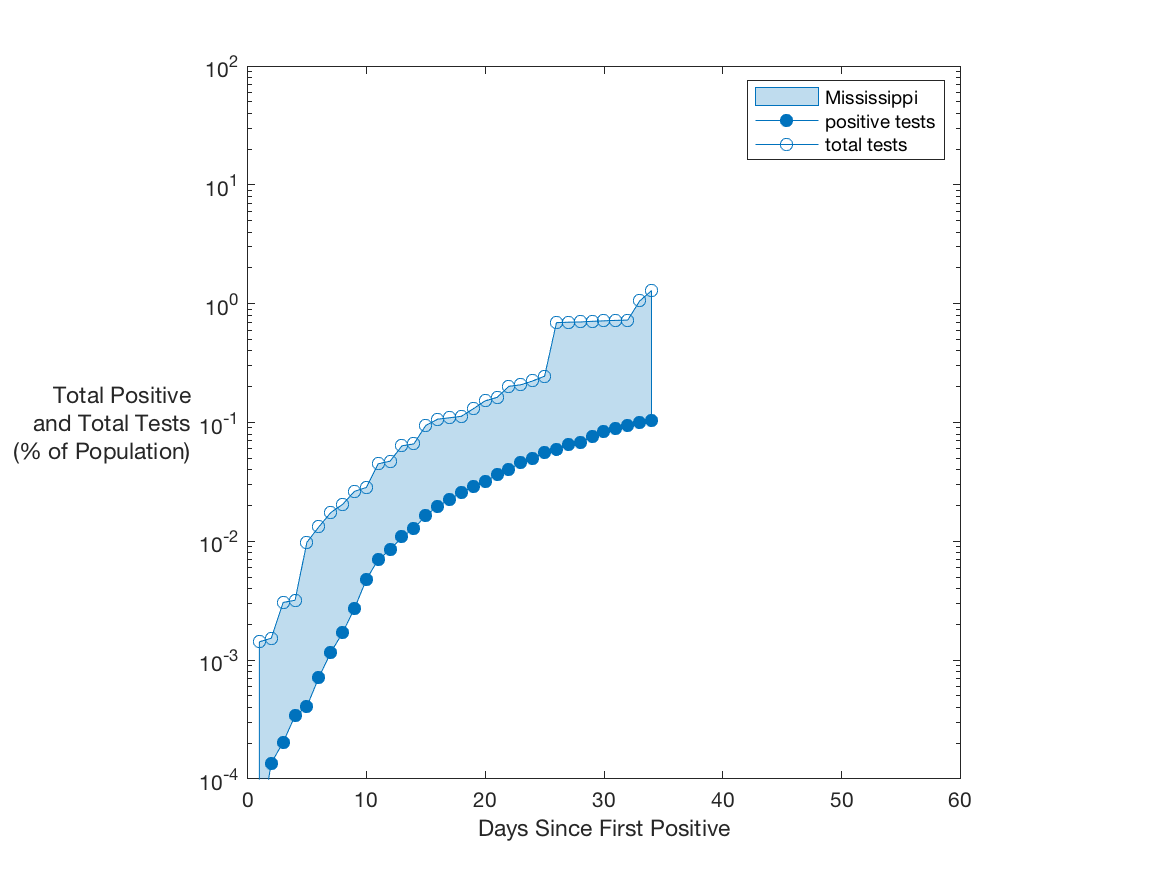 10^2
Mississippi
positive tests
total tests
10^1
10^0
Total Positive
and Total Tests
(% of Population)
10^-1
10^-2
10^-3
10^-4
0 10 20 30 40 50 60
Days Since First Positive